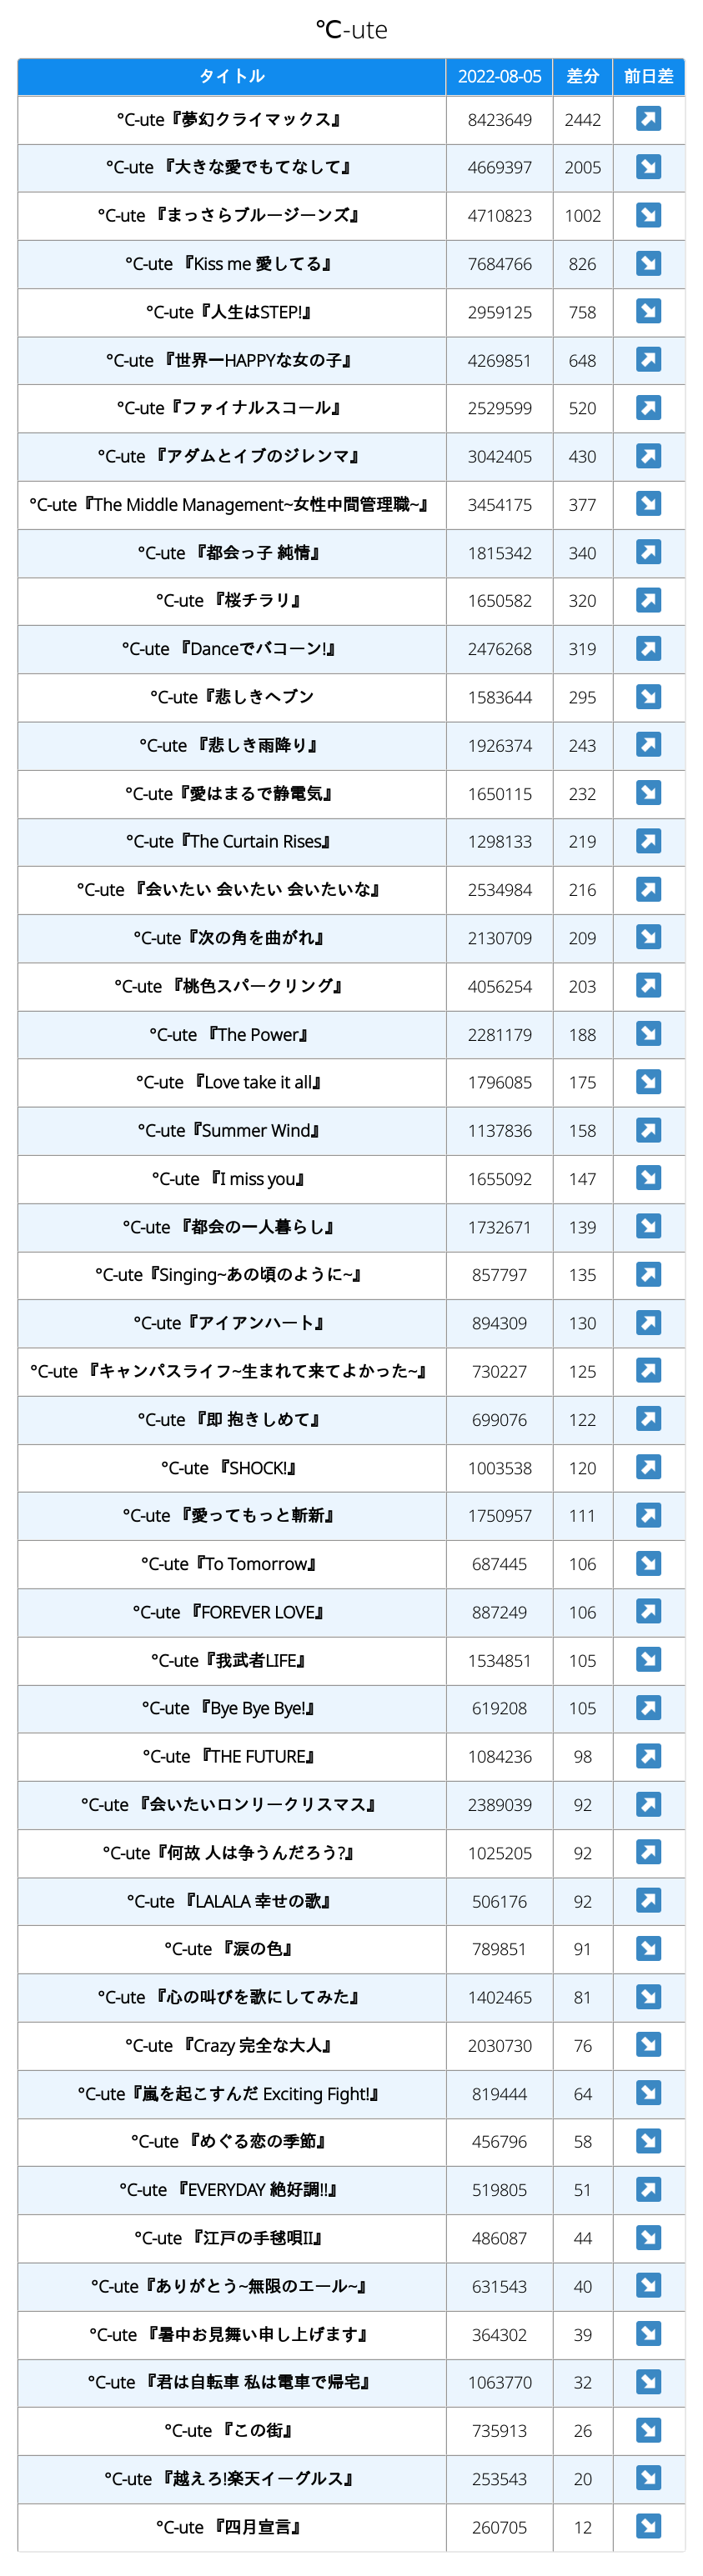 ℃-ute
タイトル 2022-08-05 差分 前日差
°C-ute『夢幻クライマックス』 8423649 2442 ↗
°C-ute 『大きな愛でもてなして』 4669397 2005 ↘
°C-ute 『まっさらブルージーンズ』 4710823 1002 ↘
°C-ute 『Kiss me 愛してる』 7684766 826 ↘
°C-ute『人生はSTEP!』 2959125 758 ↘
°C-ute 『世界一HAPPYな女の子』 4269851 648 ↗
°C-ute『ファイナルスコール』 2529599 520 ↗
°C-ute 『アダムとイブのジレンマ』 3042405 430 ↗
°C-ute『The Middle Management~女性中間管理職~』 3454175 377 ↘
°C-ute 『都会っ子 純情』 1815342 340 ↗
°C-ute 『桜チラリ』 1650582 320 ↗
°C-ute 『Danceでバコーン!』 2476268 319 ↗
°C-ute『悲しきヘブン 1583644 295 ↘
°C-ute 『悲しき雨降り』 1926374 243 ↗
°C-ute『愛はまるで静電気』 1650115 232 ↘
°C-ute『The Curtain Rises』 1298133 219 ↗
°C-ute 『会いたい 会いたい 会いたいな』 2534984 216 ↗
°C-ute『次の角を曲がれ』 2130709 209 ↘
°C-ute 『桃色スパークリング』 4056254 203 ↗
°C-ute 『The Power』 2281179 188 ↘
°C-ute 『Love take it all』 1796085 175 ↘
°C-ute『Summer Wind』 1137836 158 ↗
°C-ute 『I miss you』 1655092 147 ↘
°C-ute 『都会の一人暮らし』 1732671 139 ↘
°C-ute『Singing~あの頃のように~』 857797 135 ↗
°C-ute『アイアンハート』 894309 130 ↗
°C-ute 『キャンパスライフ~生まれて来てよかった~』 730227 125 ↗
°C-ute 『即 抱きしめて』 699076 122 ↗
°C-ute 『SHOCK!』 1003538 120 ↗
°C-ute 『愛ってもっと斬新』 1750957 111 ↗
°C-ute『To Tomorrow』 687445 106 ↘
°C-ute 『FOREVER LOVE』 887249 106 ↗
°C-ute『我武者LIFE』 1534851 105 ↘
°C-ute 『Bye Bye Bye!』 619208 105 ↗
°C-ute 『THE FUTURE』 1084236 98 ↗
°C-ute 『会いたいロンリークリスマス』 2389039 92 ↗
°C-ute『何故 人は争うんだろう?』 1025205 92 ↗
°C-ute 『LALALA 幸せの歌』 506176 92 ↗
°C-ute 『涙の色』 789851 91 ↘
°C-ute 『心の叫びを歌にしてみた』 1402465 81 ↘
°C-ute 『Crazy 完全な大人』 2030730 76 ↘
°C-ute『嵐を起こすんだ Exciting Fight!』 819444 64 ↘
°C-ute 『めぐる恋の季節』 456796 58 ↘
°C-ute 『EVERYDAY 絶好調!!』 519805 51 ↗
°C-ute 『江戸の手毬唄II』 486087 44 ↘
°C-ute『ありがとう~無限のエール~』 631543 40 ↘
°C-ute 『暑中お見舞い申し上げます』 364302 39 ↘
°C-ute 『君は自転車 私は電車で帰宅』 1063770 32 ↘
°C-ute 『この街』 735913 26 ↘
°C-ute 『越えろ!楽天イーグルス』 253543 20 ↘
°C-ute 『四月宣言』 260705 12 ↘